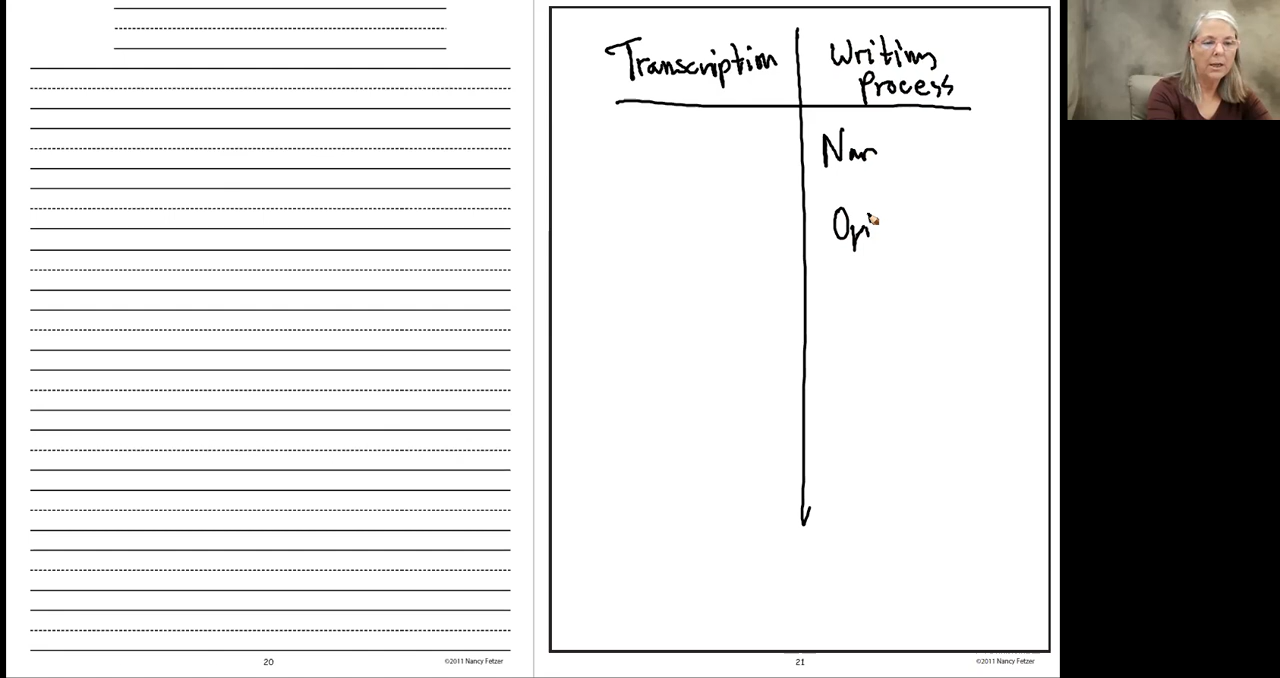 Transcription
Writing
Process
Nar
Opi
20
©2011 Nancy Fetzer
21
©2011 Nancy Fetzer